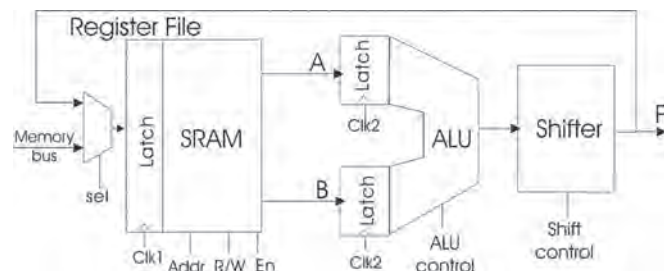 Register File
A
Latch
F
Memory
bus
Latch
SRAM
Clk2
ALU
Shifter
sel
B
Latch
Clk1
Addr
R/W
En
Clk2
ALU
control
Shift
control